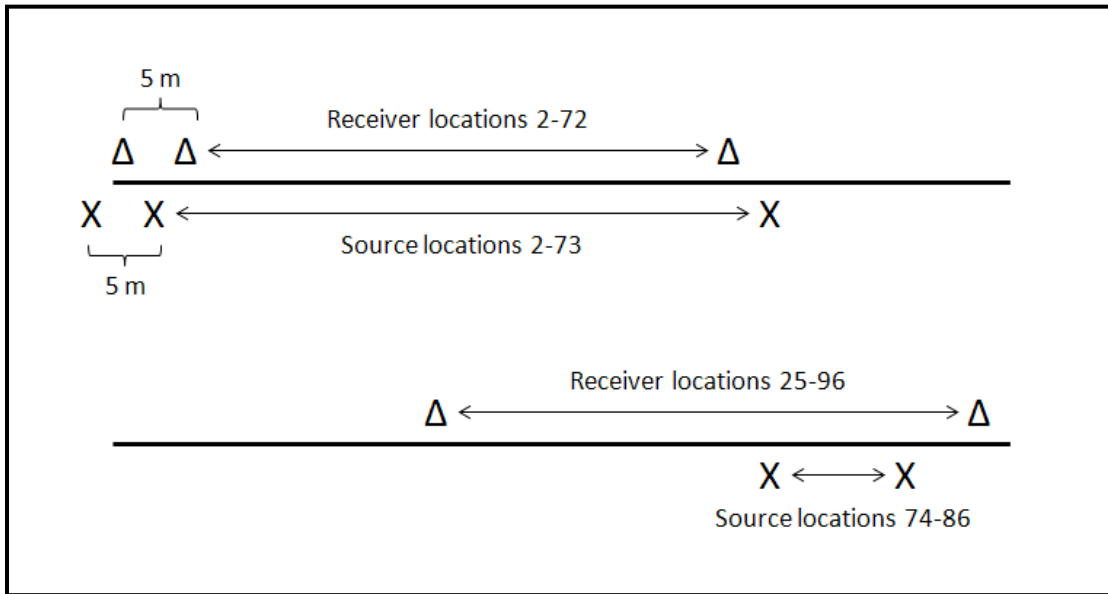 5 m
Receiver locations 2-72
Δ Δ Δ
X X X
Source locations 2-73
5 m
Receiver locations 25-96
Δ Δ
X X
Source locations 74-86